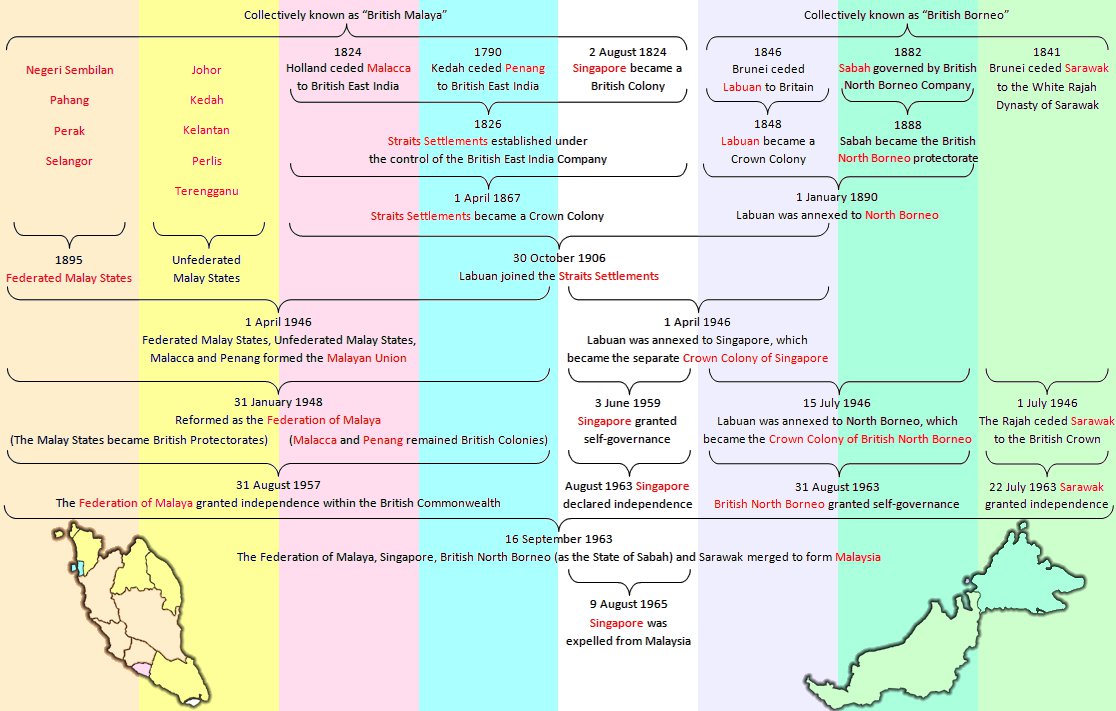 Collectively known as “British Malaya”
Collectively known as “British Borneo”
Negeri Sembilan
Pahang
Perak
Selangor
Johor
Kedah
Kelantan
Perlis
Terengganu
1824
Holland ceded Malacca
to British East India
1790
Kedah ceded Penang
to British East India
2 August 1824
Singapore became a
British Colony
1846
Brunei ceded
Labuan to Britain
1882
Sabah governed by British
North Borneo Company
1841
Brunei ceded Sarawak
to the White Rajah
Dynasty of Sarawak
1826
Straits Settlements established under
the control of the British East India Company
1848
Labuan became a
Crown Colony
1888
Sabah became the British
North Borneo protectorate
1 April 1867
Straits Settlements became a Crown Colony
1 January 1890
Labuan was annexed to North Borneo
1895
Federated Malay States
Unfederated
Malay States
30 October 1906
Labuan joined the Straits Settlements
1 April 1946
Federated Malay States, Unfederated Malay States,
Malacca and Penang formed the Malayan Union
1 April 1946
Labuan was annexed to Singapore, which
became the separate Crown Colony of Singapore
31 January 1948
Reformed as the Federation of Malaya
(The Malay States became British Protectorates) (Malacca and Penang remained British Colonies)
3 June 1959
Singapore granted
self-governance
15 July 1946
Labuan was annexed to North Borneo, which
became the Crown Colony of British North Borneo
1 July 1946
The Rajah ceded Sarawak
to the British Crown
31 August 1957
The Federation of Malaya granted independence within the British Commonwealth
August 1963 Singapore
declared independence
31 August 1963
British North Borneo granted self-governance
22 July 1963 Sarawak
granted independence
16 September 1963
The Federation of Malaya, Singapore, British North Borneo (as the State of Sabah) and Sarawak merged to form Malaysia
9 August 1965
Singapore was
expelled from Malaysia